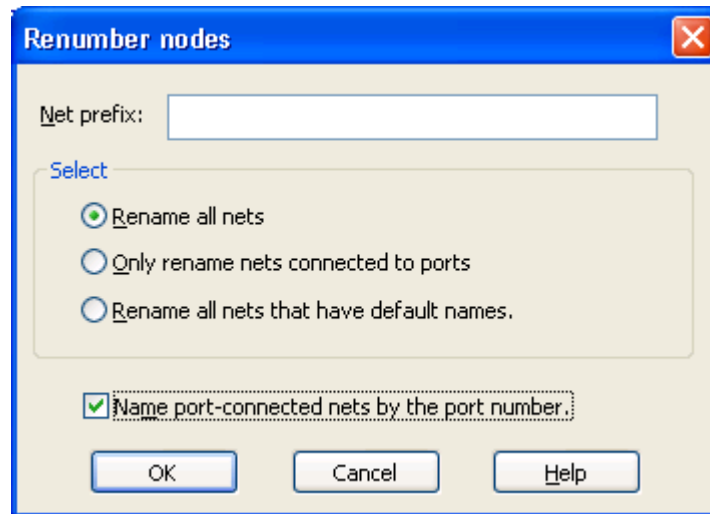 Renumber nodes
Net prefix:
Select
Rename all nets
Only rename nets connected to ports
Rename all nets that have default names.
Name port-connected nets by the port number.
OK
Cancel
Help